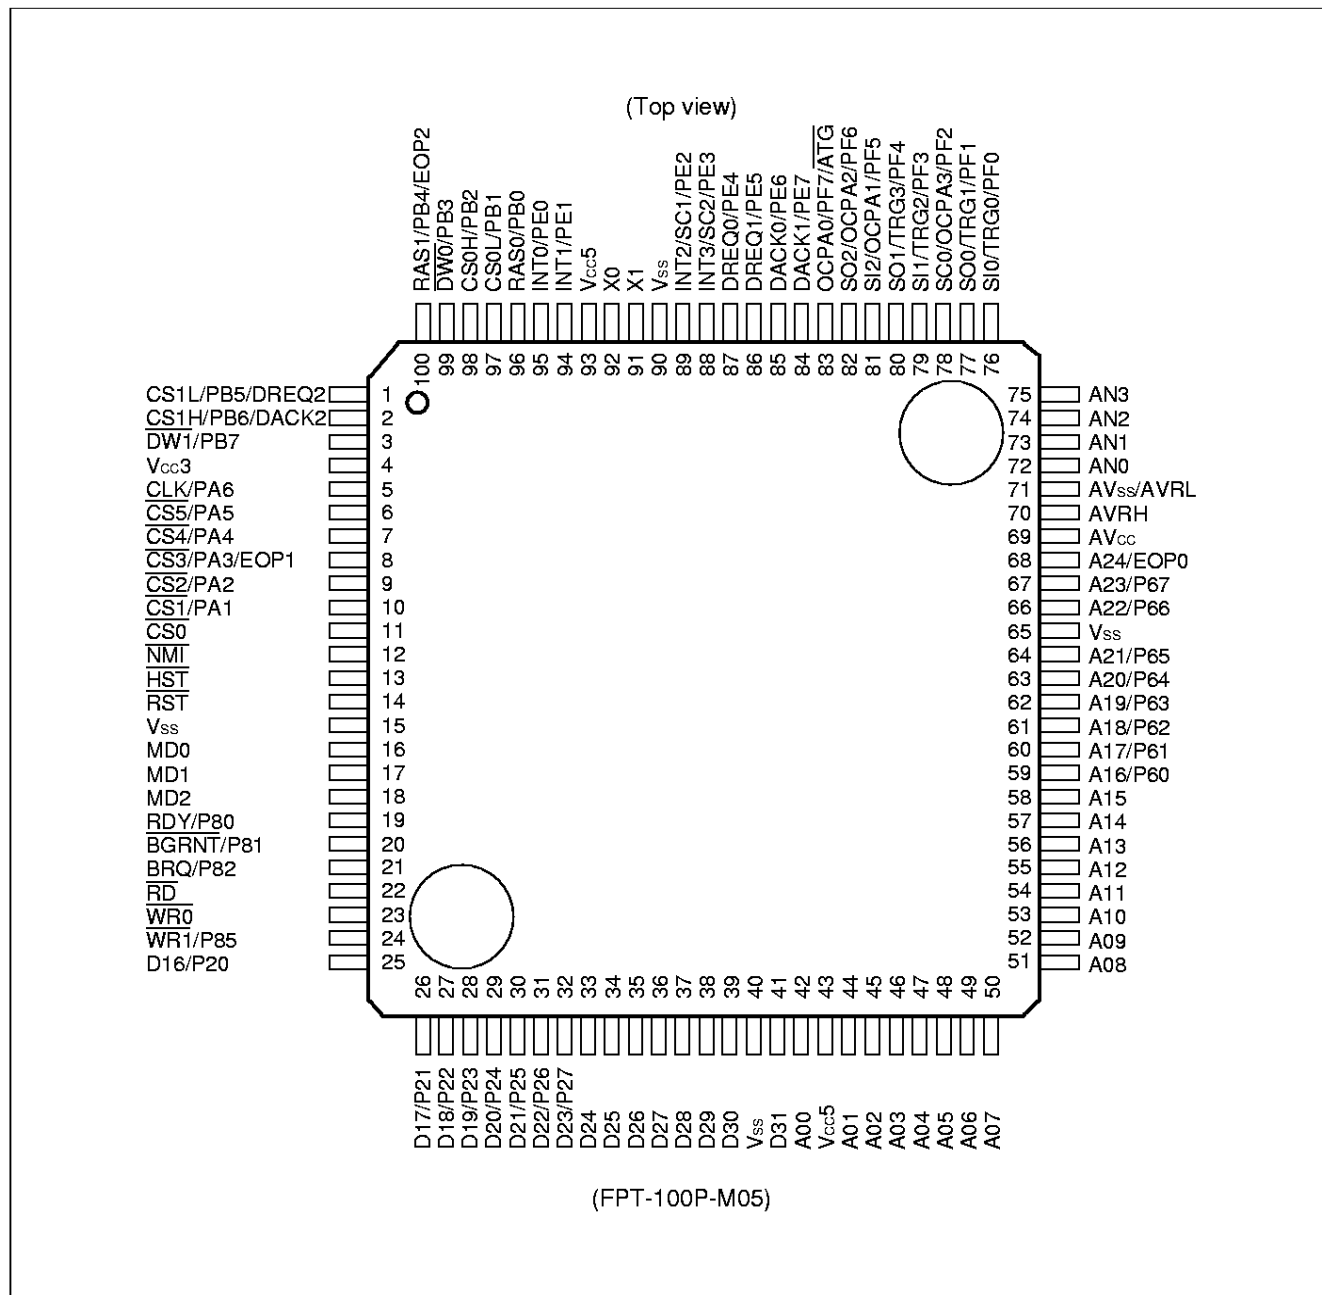 (Top view)
RAS1/PB4/EOP2
DW0/PB3
CS0H/PB2
CS0L/PB1
RAS0/PB0
INT0/PE0
INT1/PE1
Vcc5
X0
X1
Vss
INT2/SC1/PE2
INT3/SC2/PE3
DREQ0/PE4
DREQ1/PE5
DACK0/PE6
DACK1/PE7
OCPA0/PF7/ATG
SO2/OCPA2/PF6
SI2/OCPA1/PF5
SO1/TRG3/PF4
SI1/TRG2/PF3
SC0/OCPA3/PF2
SO0/TRG1/PF1
SI0/TRG0/PF0
100 99 98 97 96 95 94 93 92 91 90 89 88 87 86 85 84 83 82 81 80 79 78 77 76
CS1L/PB5/DREQ2 1
CS1H/PB6/DACK2 2
DW1/PB7 3
Vcc3 4
CLK/PA6 5
CS5/PA5 6
CS4/PA4 7
CS3/PA3/EOP1 8
CS2/PA2 9
CS1/PA1 10
CS0 11
NMI 12
HST 13
RST 14
Vss 15
MD0 16
MD1 17
MD2 18
RDY/P80 19
BGRNT/P81 20
BRQ/P82 21
RD 22
WR0 23
WR1/P85 24
D16/P20 25
75 AN3
74 AN2
73 AN1
72 AN0
71 AVss/AVRL
70 AVRH
69 AVcc
68 A24/EOP0
67 A23/P67
66 A22/P66
65 Vss
64 A21/P65
63 A20/P64
62 A19/P63
61 A18/P62
60 A17/P61
59 A16/P60
58 A15
57 A14
56 A13
55 A12
54 A11
53 A10
52 A09
51 A08
26 27 28 29 30 31 32 33 34 35 36 37 38 39 40 41 42 43 44 45 46 47 48 49 50
D17/P21
D18/P22
D19/P23
D20/P24
D21/P25
D22/P26
D23/P27
D24
D25
D26
D27
D28
D29
D30
Vss
D31
A00
Vcc5
A01
A02
A03
A04
A05
A06
A07
(FPT-100P-M05)